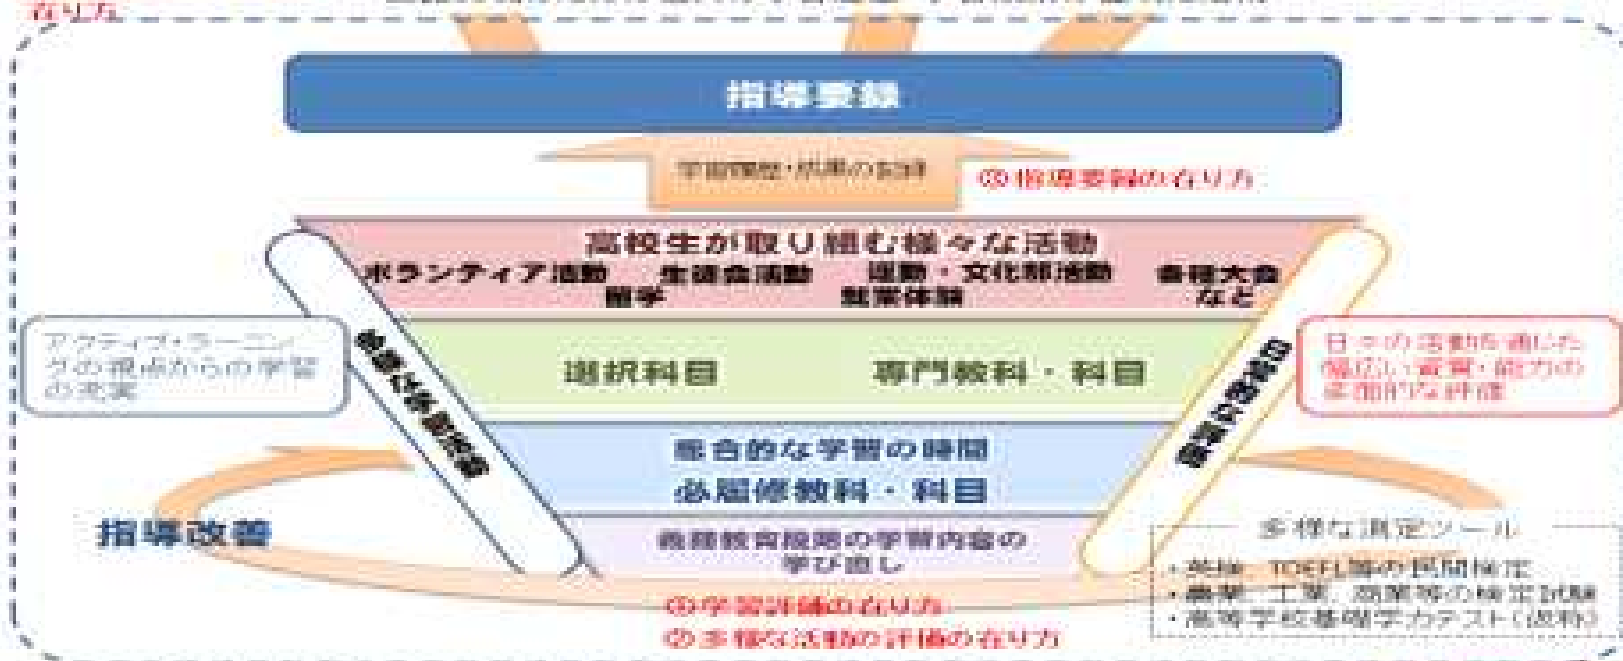 在り方
指導要録
学習履歴・成果の記録
③指導要録の在り方
高校生が取り組む様々な活動
ボランティア活動 生徒会活動 運動・文化部活動 各種大会
留学 就業体験 など
アクティブ・ラーニン
グの視点からの学習
の充実
選択科目 専門教科・科目
日々の活動を通じた
幅広い資質・能力の
多面的な評価
総合的な学習の時間
必履修教科・科目
指導改善
義務教育段階の学習内容の
学び直し
多様な測定ツール
・英検、TOEFL等の民間検定
・農業、工業、商業等の検定試験
・高等学校基礎学力テスト(仮称)
①学習評価の在り方
②多様な活動の評価の在り方